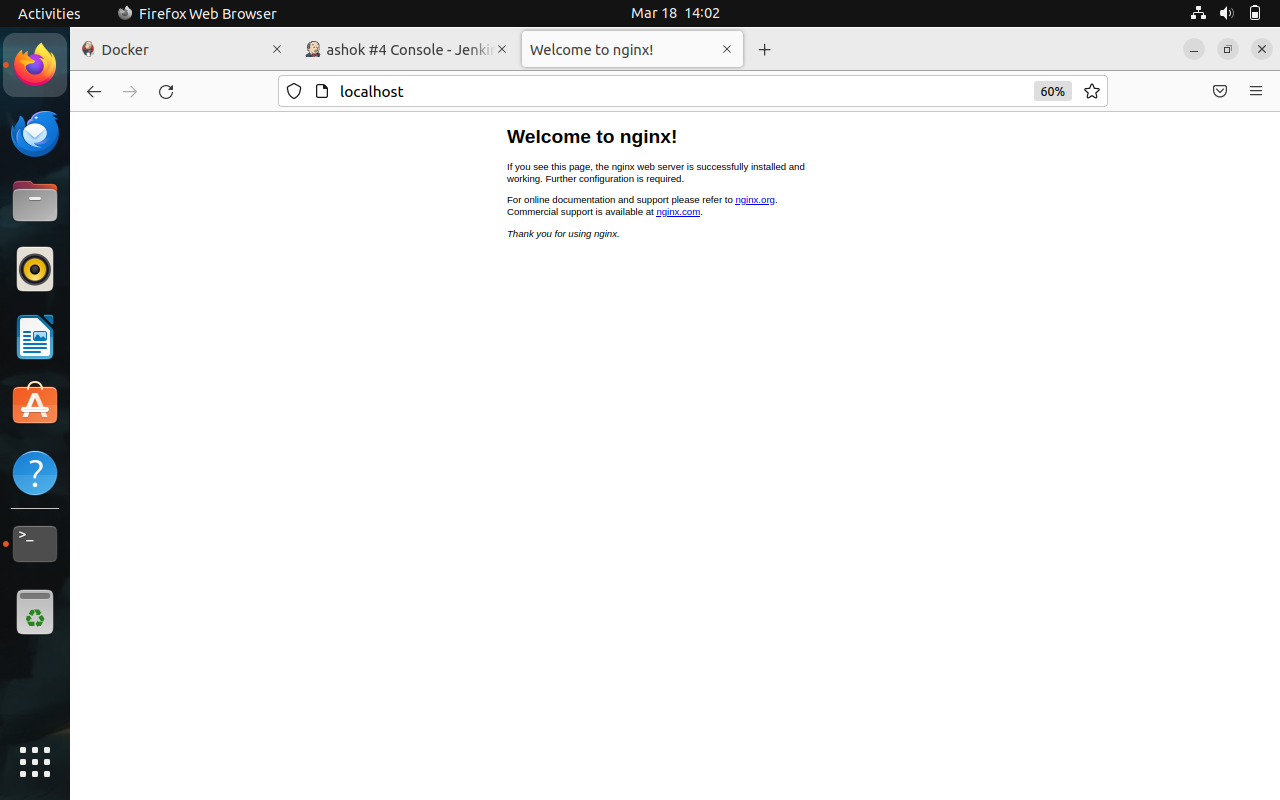 Activities
Firefox Web Browser
Mar 18 14:02
Docker
ashok #4 Console - Jenkin
Welcome to nginx!
localhost
60%
Welcome to nginx!
If you see this page, the nginx web server is successfully installed and
working. Further configuration is required.
For online documentation and support please refer to nginx.org.
Commercial support is available at nginx.com.
Thank you for using nginx.